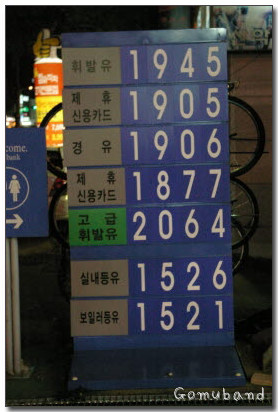 휘발유 1945
제휴
신용카드 1905
경유 1906
제휴
신용카드 1877
고급
휘발유 2064
실내등유 1526
보일러등유 1521
come.
bank
Gomuband